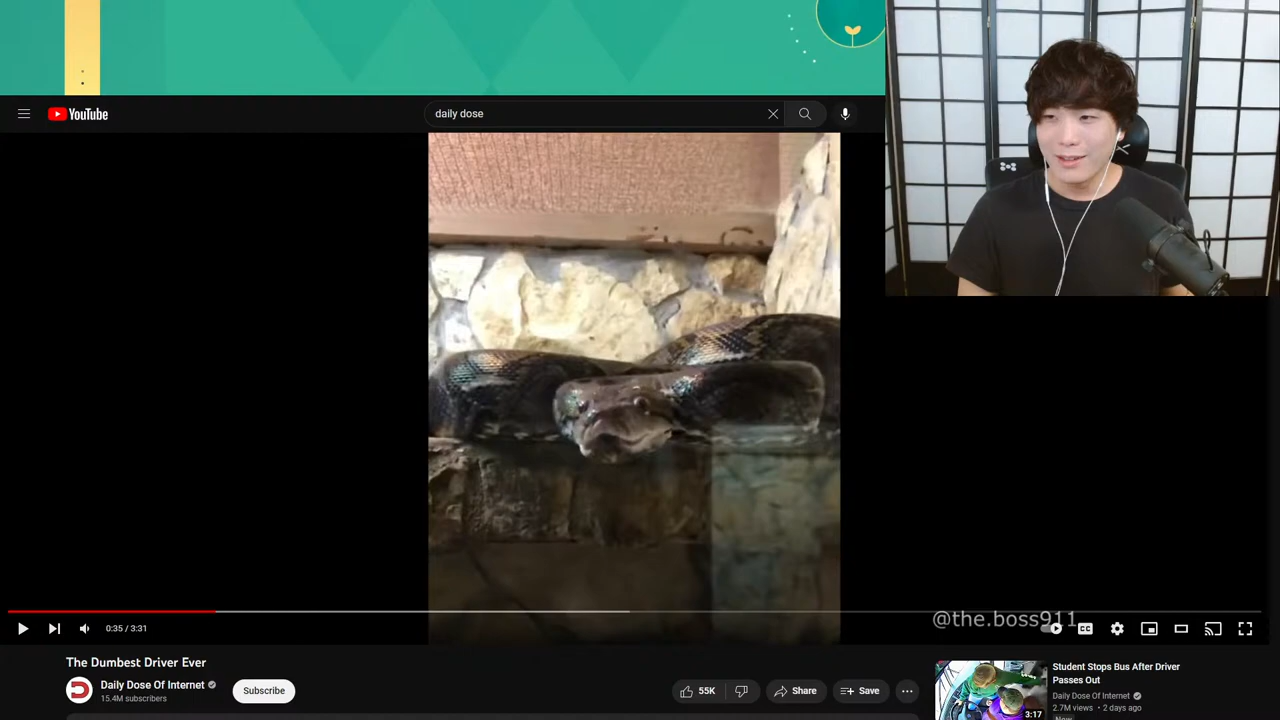 YouTube
daily dose
@the.boss911
0:35 / 3:31
CC
The Dumbest Driver Ever
Daily Dose Of Internet
15.4M subscribers
Subscribe
55K
Share
Save
3:17
Student Stops Bus After Driver
Passes Out
Daily Dose Of Internet
2.7M views • 2 days ago